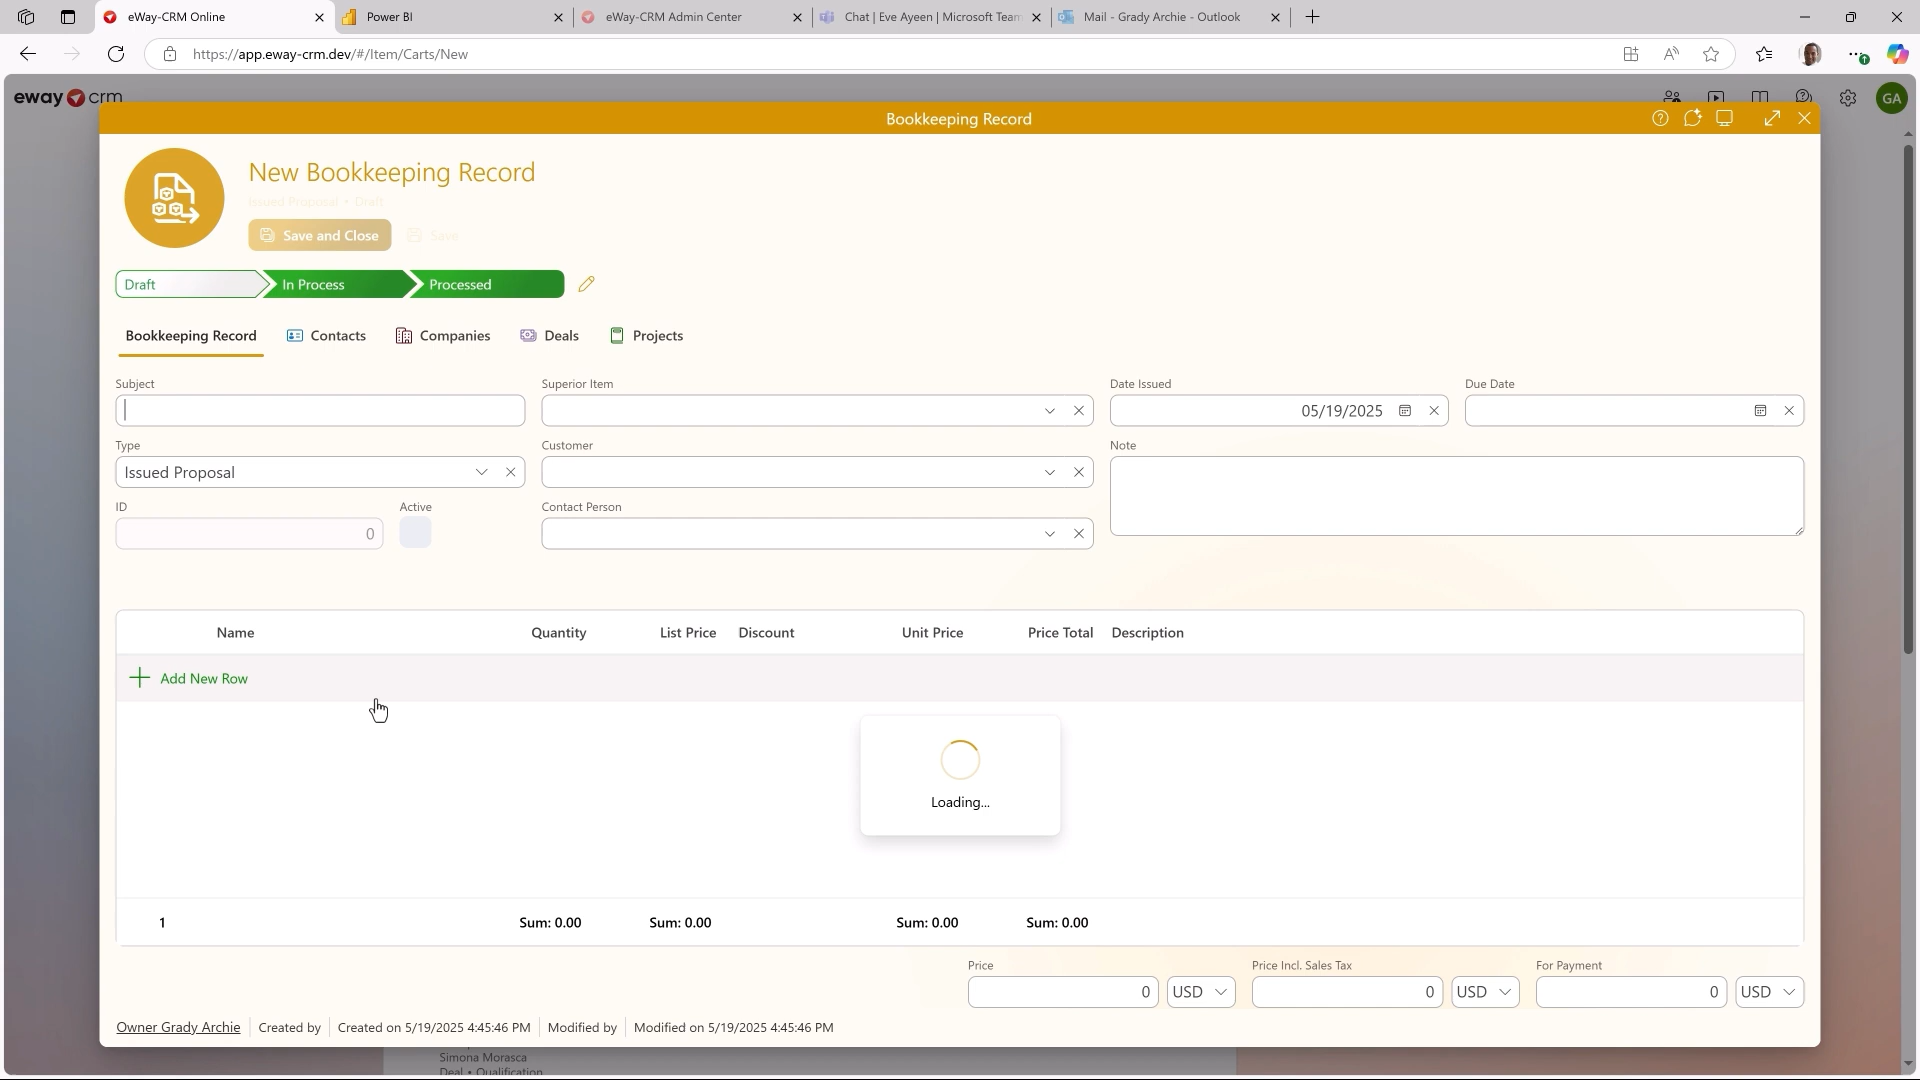 eWay-CRM Online
Power BI
eWay-CRM Admin Center
Chat | Eve Ayeen | Microsoft Team
Mail - Grady Archie - Outlook
https://app.eway-crm.dev/#/Item/Carts/New
eway crm
GA
Bookkeeping Record
New Bookkeeping Record
Issued Proposal • Draft
Save and Close
Save
Draft
In Process
Processed
Bookkeeping Record
Contacts
Companies
Deals
Projects
Subject
Superior Item
Date Issued
Due Date
05/19/2025
Type
Customer
Note
Issued Proposal
ID
Active
Contact Person
0
Name
Quantity
List Price
Discount
Unit Price
Price Total
Description
Add New Row
Loading...
1
Sum: 0.00
Sum: 0.00
Sum: 0.00
Sum: 0.00
Price
Price Incl. Sales Tax
For Payment
0
USD
0
USD
0
USD
Owner Grady Archie
Created by
Created on 5/19/2025 4:45:46 PM
Modified by
Modified on 5/19/2025 4:45:46 PM
Simona Morasca
Deal • Qualification